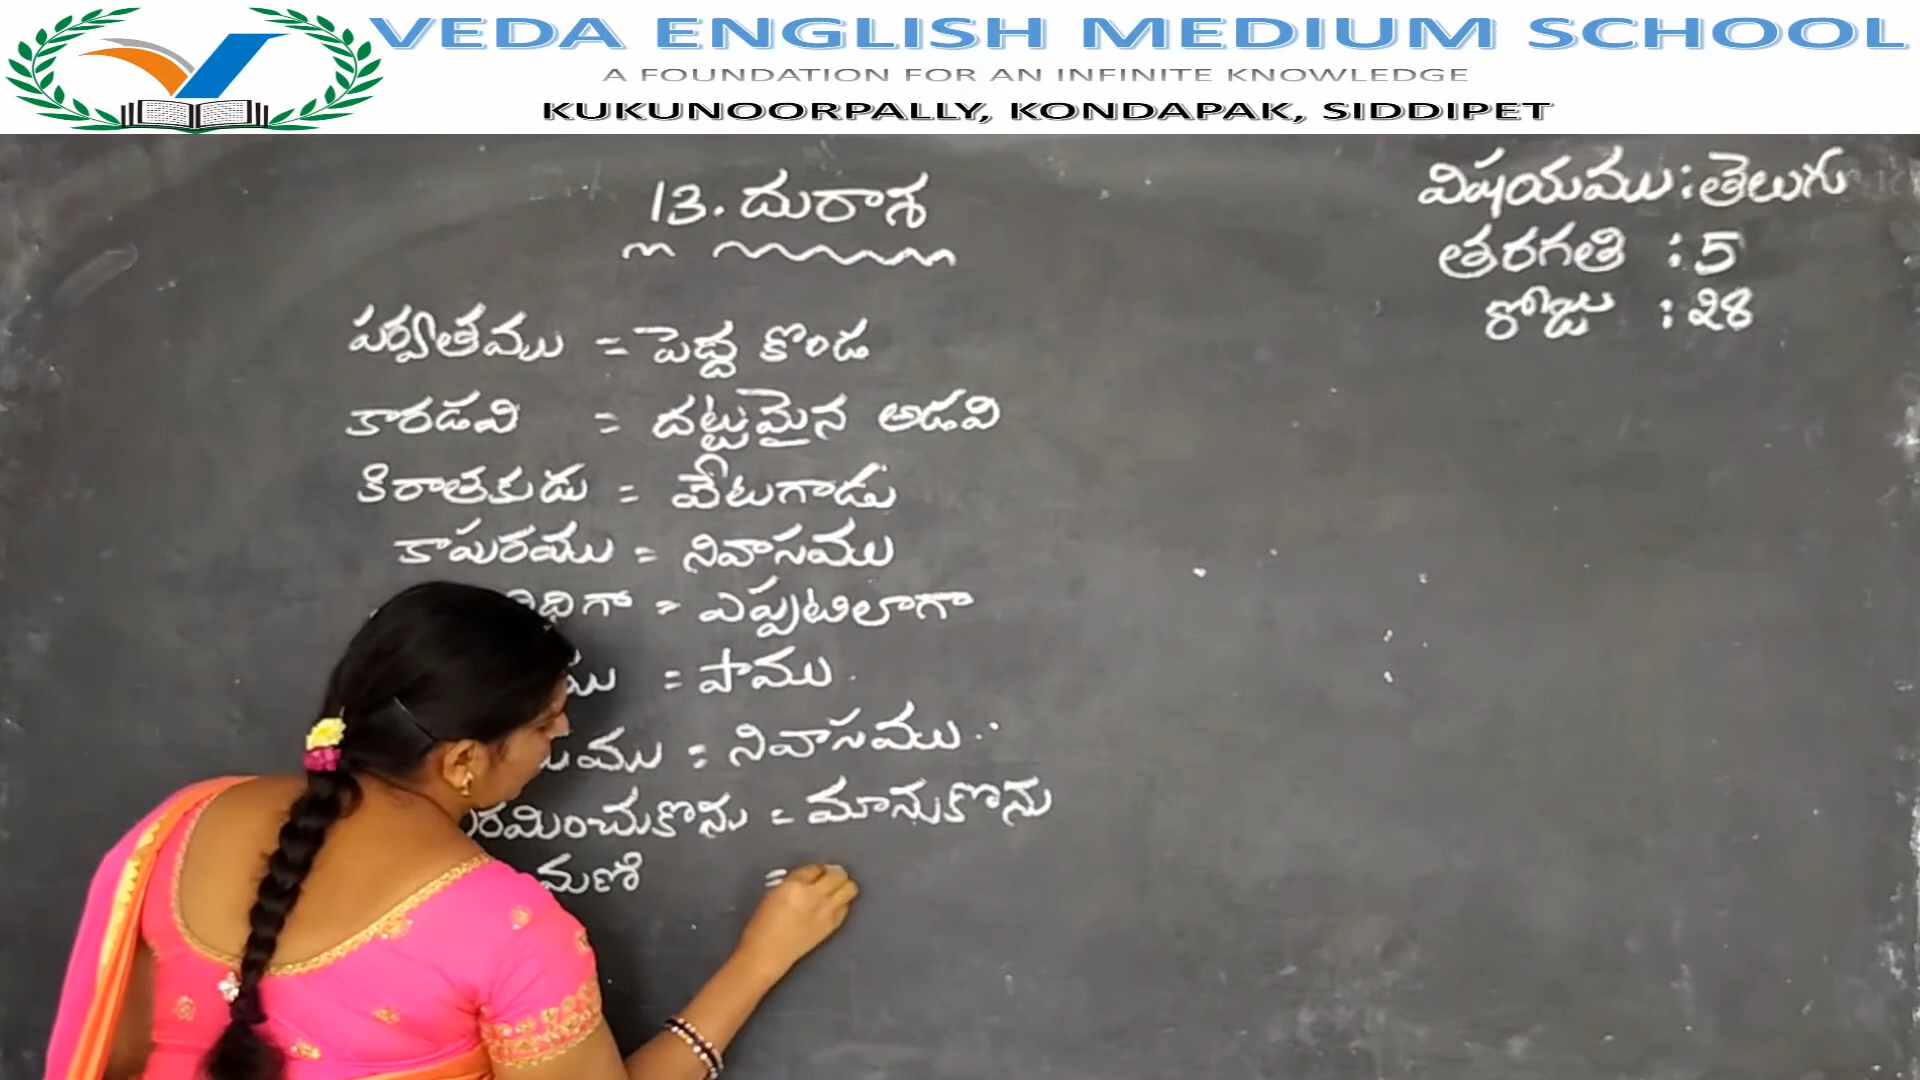 VEDA ENGLISH MEDIUM SCHOOL
A FOUNDATION FOR AN INFINITE KNOWLEDGE
KUKUNOORPALLY, KONDAPAK, SIDDIPET
విషయము : తెలుగు
తరగతి : 5
రోజు : 28
13. దురాశ
పర్వతము = పెద్ద కొండ
కారడవి = దట్టమైన అడవి
కిరాతకుడు = వేటగాడు
కాపురము = నివాసము
= ఎప్పటిలాగా
= పాము
= నివాసము
= మానుకొను
మణి =